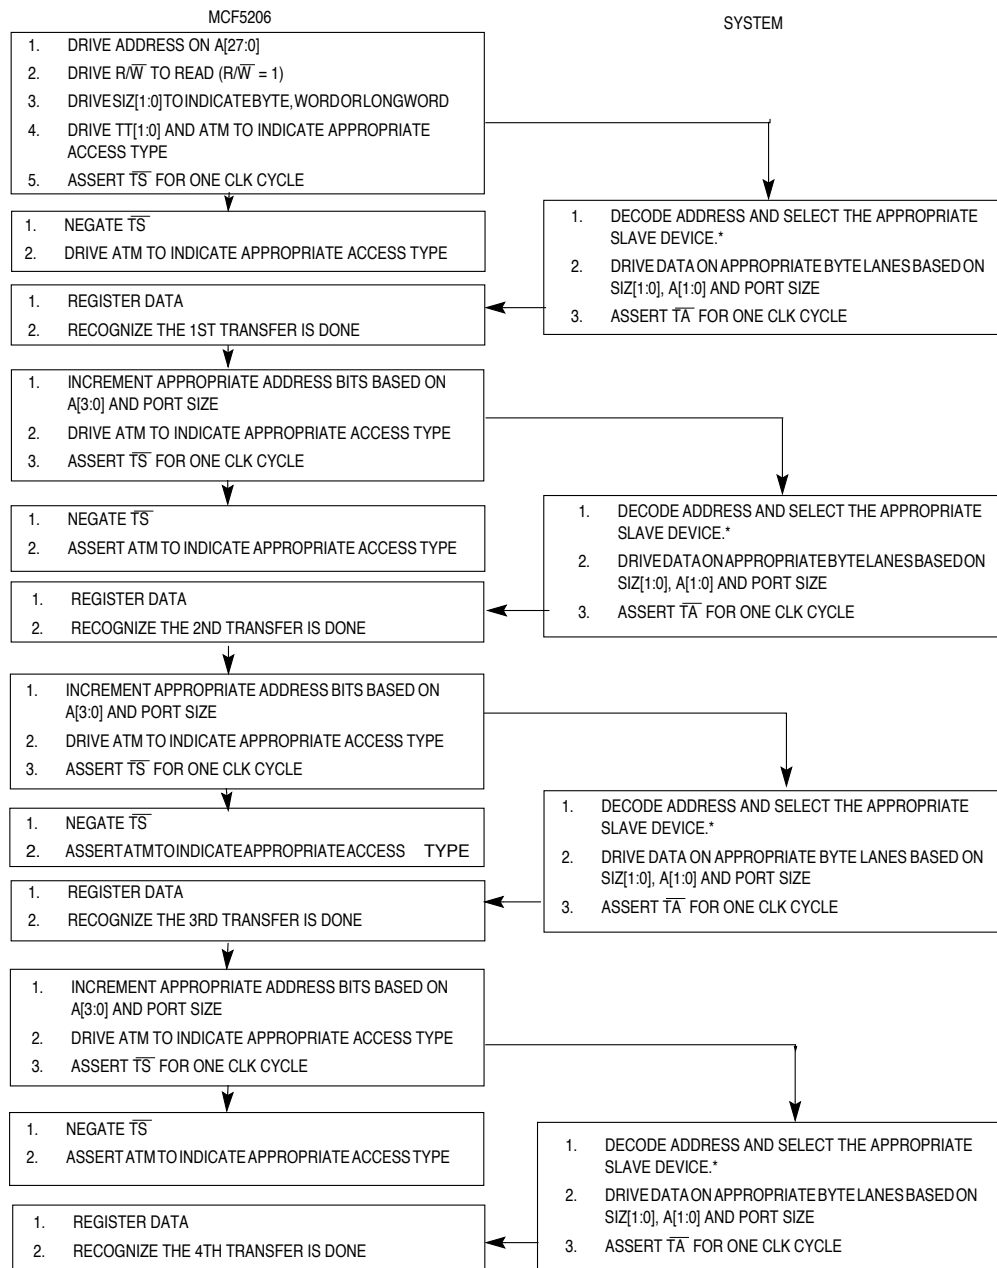 MCF5206
SYSTEM
1. DRIVE ADDRESS ON A[27:0]
2. DRIVE R/W̅ TO READ (R/W̅ = 1)
3. DRIVE SIZ[1:0] TO INDICATE BYTE, WORD OR LONGWORD
4. DRIVE TT[1:0] AND ATM TO INDICATE APPROPRIATE
ACCESS TYPE
5. ASSERT T̅S̅ FOR ONE CLK CYCLE
1. NEGATE T̅S̅
2. DRIVE ATM TO INDICATE APPROPRIATE ACCESS TYPE
1. DECODE ADDRESS AND SELECT THE APPROPRIATE
SLAVE DEVICE.*
2. DRIVE DATA ON APPROPRIATE BYTE LANES BASED ON
SIZ[1:0], A[1:0] AND PORT SIZE
3. ASSERT T̅A̅ FOR ONE CLK CYCLE
1. REGISTER DATA
2. RECOGNIZE THE 1ST TRANSFER IS DONE
1. INCREMENT APPROPRIATE ADDRESS BITS BASED ON
A[3:0] AND PORT SIZE
2. DRIVE ATM TO INDICATE APPROPRIATE ACCESS TYPE
3. ASSERT T̅S̅ FOR ONE CLK CYCLE
1. NEGATE T̅S̅
2. ASSERT ATM TO INDICATE APPROPRIATE ACCESS TYPE
1. DECODE ADDRESS AND SELECT THE APPROPRIATE
SLAVE DEVICE.*
2. DRIVE DATA ON APPROPRIATE BYTE LANES BASED ON
SIZ[1:0], A[1:0] AND PORT SIZE
3. ASSERT T̅A̅ FOR ONE CLK CYCLE
1. REGISTER DATA
2. RECOGNIZE THE 2ND TRANSFER IS DONE
1. INCREMENT APPROPRIATE ADDRESS BITS BASED ON
A[3:0] AND PORT SIZE
2. DRIVE ATM TO INDICATE APPROPRIATE ACCESS TYPE
3. ASSERT T̅S̅ FOR ONE CLK CYCLE
1. NEGATE T̅S̅
2. ASSERT ATM TO INDICATE APPROPRIATE ACCESS TYPE
1. DECODE ADDRESS AND SELECT THE APPROPRIATE
SLAVE DEVICE.*
2. DRIVE DATA ON APPROPRIATE BYTE LANES BASED ON
SIZ[1:0], A[1:0] AND PORT SIZE
3. ASSERT T̅A̅ FOR ONE CLK CYCLE
1. REGISTER DATA
2. RECOGNIZE THE 3RD TRANSFER IS DONE
1. INCREMENT APPROPRIATE ADDRESS BITS BASED ON
A[3:0] AND PORT SIZE
2. DRIVE ATM TO INDICATE APPROPRIATE ACCESS TYPE
3. ASSERT T̅S̅ FOR ONE CLK CYCLE
1. NEGATE T̅S̅
2. ASSERT ATM TO INDICATE APPROPRIATE ACCESS TYPE
1. DECODE ADDRESS AND SELECT THE APPROPRIATE
SLAVE DEVICE.*
2. DRIVE DATA ON APPROPRIATE BYTE LANES BASED ON
SIZ[1:0], A[1:0] AND PORT SIZE
3. ASSERT T̅A̅ FOR ONE CLK CYCLE
1. REGISTER DATA
2. RECOGNIZE THE 4TH TRANSFER IS DONE